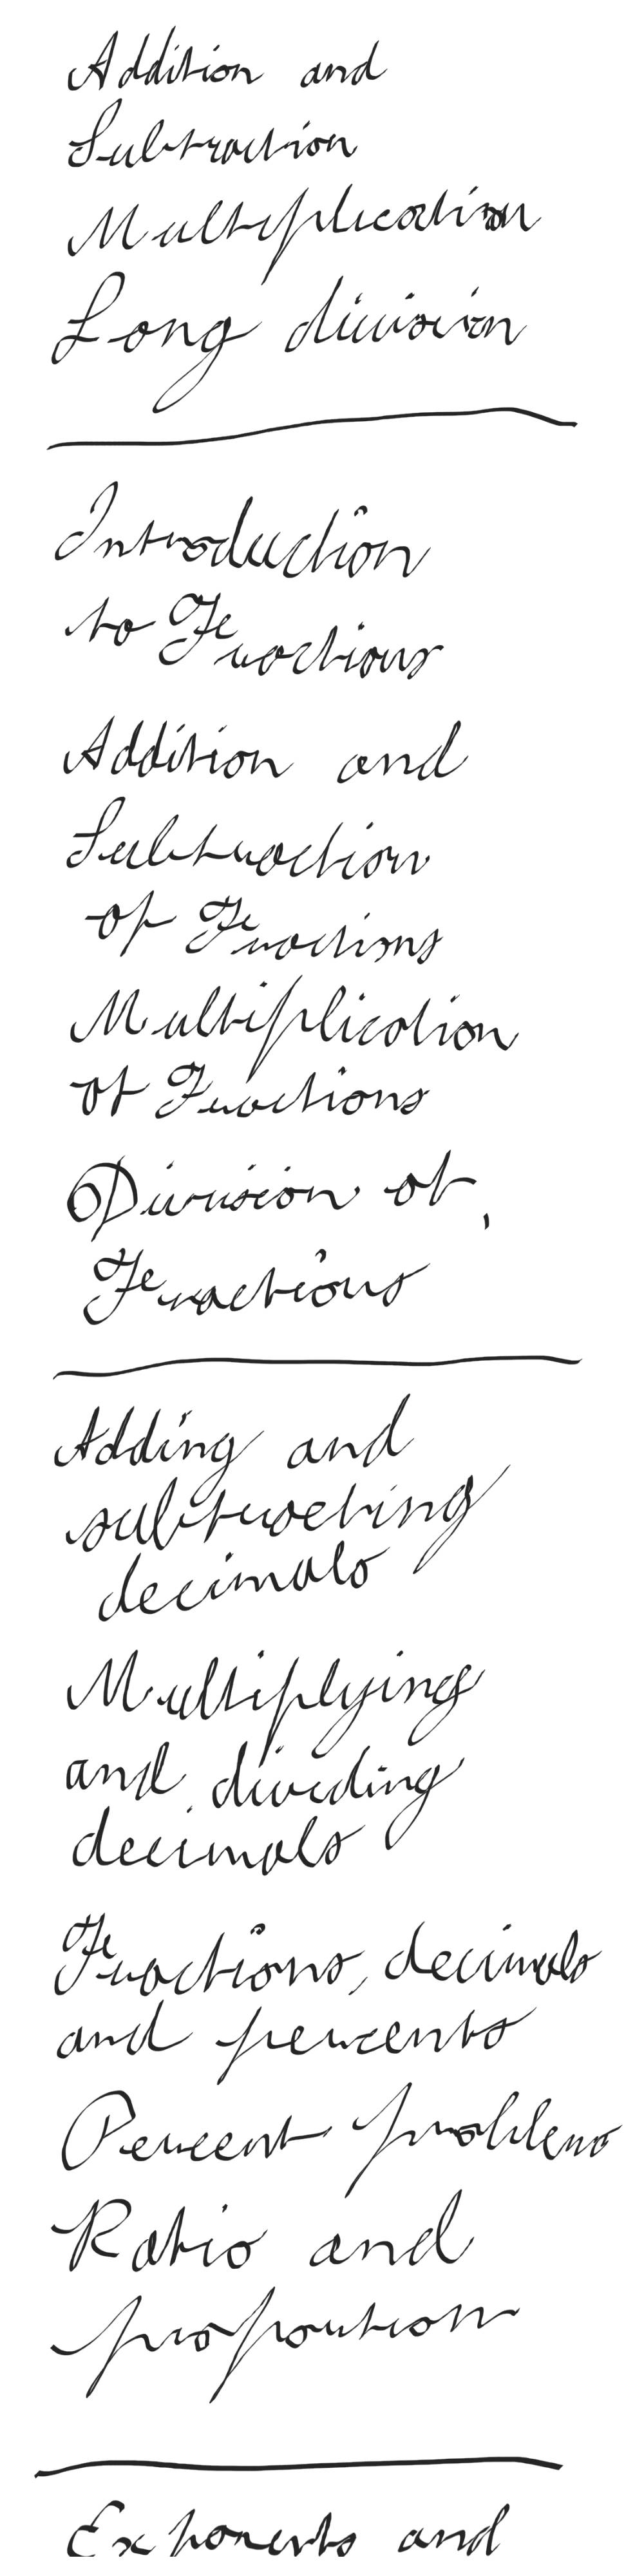 Addition and
Subtraction
Multiplication
Long division
Introduction
to Fractions
Addition and
Subtraction
of Fractions
Multiplication
of Fractions
Division of
Fractions
Adding and
subtracting
decimals
Multiplying
and dividing
decimals
Fractions, decimals
and percents
Percent problems
Ratio and
proportion
Exponents and